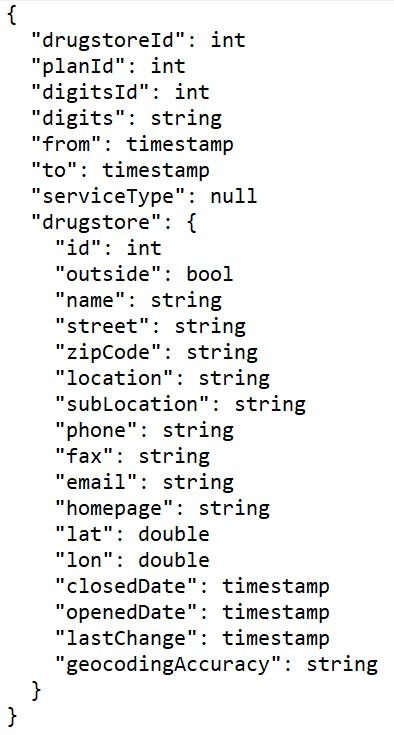 {
  "drugstoreId": int
  "planId": int
  "digitsId": int
  "digits": string
  "from": timestamp
  "to": timestamp
  "serviceType": null
  "drugstore": {
    "id": int
    "outside": bool
    "name": string
    "street": string
    "zipCode": string
    "location": string
    "subLocation": string
    "phone": string
    "fax": string
    "email": string
    "homepage": string
    "lat": double
    "lon": double
    "closedDate": timestamp
    "openedDate": timestamp
    "lastChange": timestamp
    "geocodingAccuracy": string
  }
}